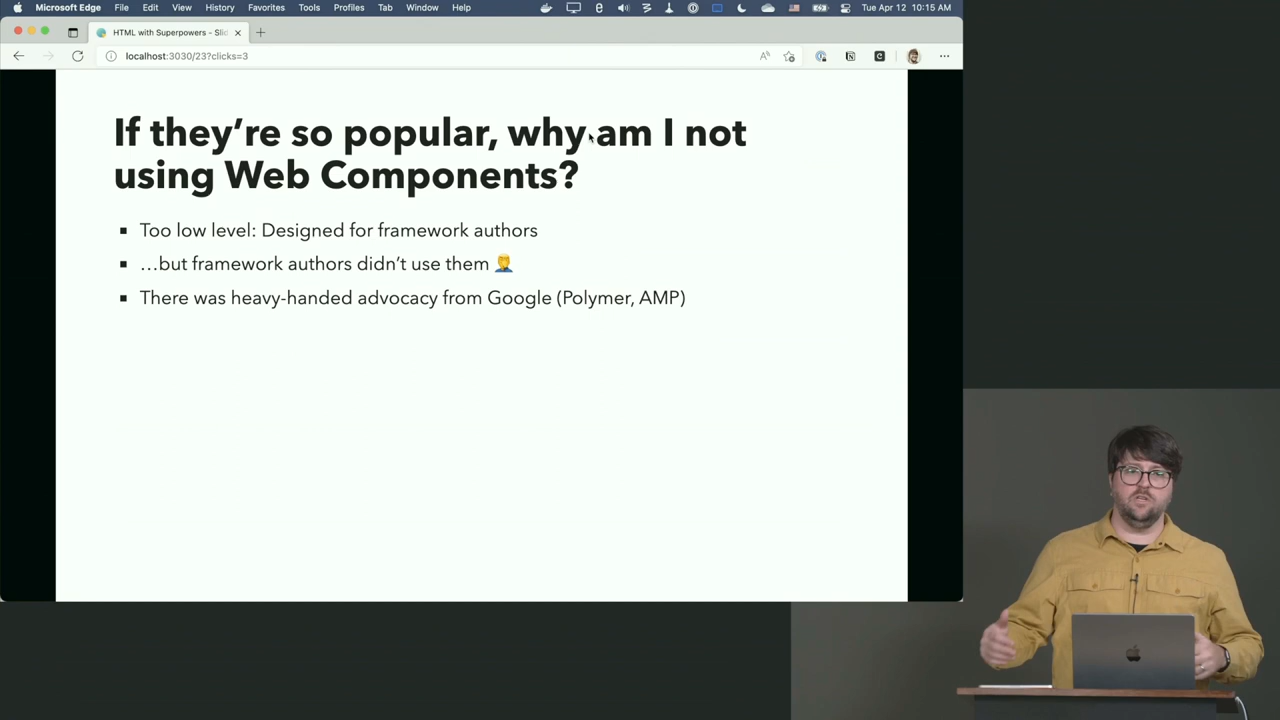 Microsoft Edge File Edit View History Favorites Tools Profiles Tab Window Help Tue Apr 12 10:15 AM
HTML with Superpowers - Slid
localhost:3030/23?clicks=3
If they’re so popular, why am I not
using Web Components?
▪ Too low level: Designed for framework authors
▪ …but framework authors didn’t use them 🤦‍♂️
▪ There was heavy-handed advocacy from Google (Polymer, AMP)